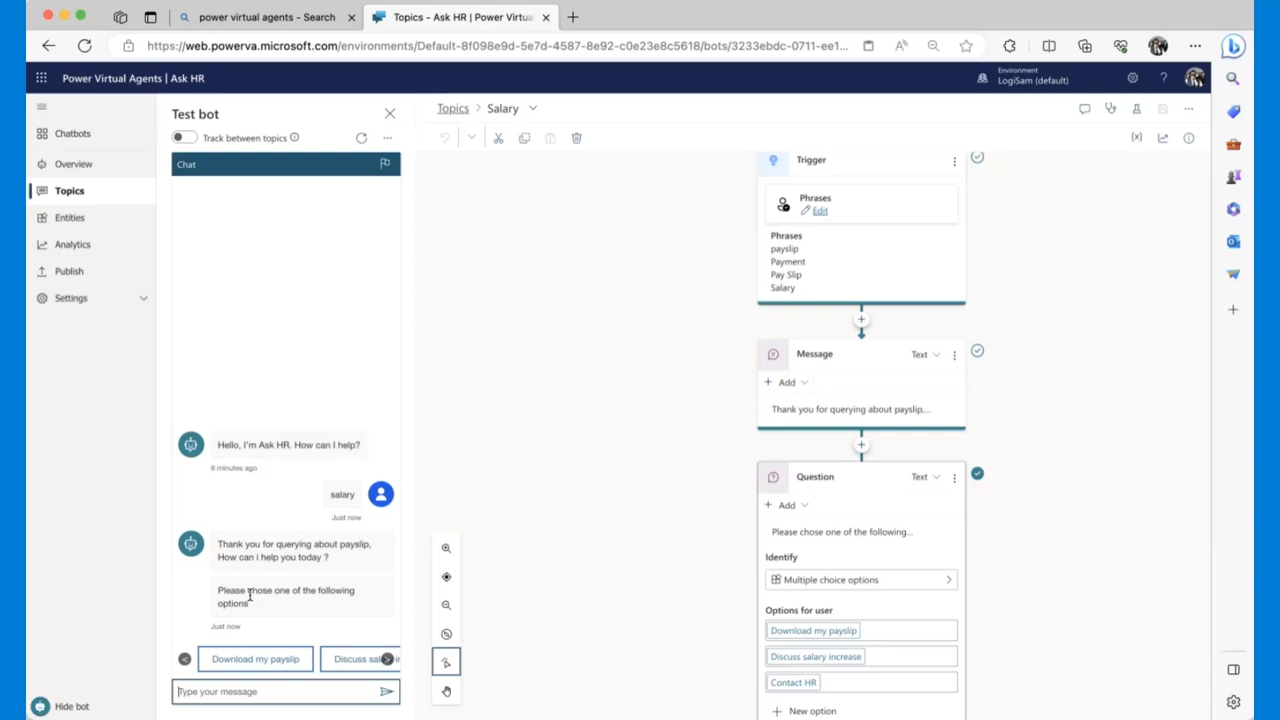 power virtual agents - Search
Topics - Ask HR | Power Virtua
https://web.powerva.microsoft.com/environments/Default-8f098e9d-5e7d-4587-8e92-c0e23e8c5618/bots/3233ebdc-0711-ee1...
Power Virtual Agents | Ask HR
Environment
LogiSam (default)
Chatbots
Overview
Topics
Entities
Analytics
Publish
Settings
Hide bot
Test bot
Track between topics
Chat
Hello, I'm Ask HR. How can I help?
6 minutes ago
salary
Just now
Thank you for querying about payslip,
How can i help you today ?
Please chose one of the following
options
Just now
Download my payslip
Discuss
Type your message
Topics > Salary
Trigger
Phrases
Edit
Phrases
payslip
Payment
Pay Slip
Salary
Message
Text
Add
Thank you for querying about payslip,...
Question
Text
Add
Please chose one of the following...
Identify
Multiple choice options
Options for user
Download my payslip
Discuss salary increase
Contact HR
New option